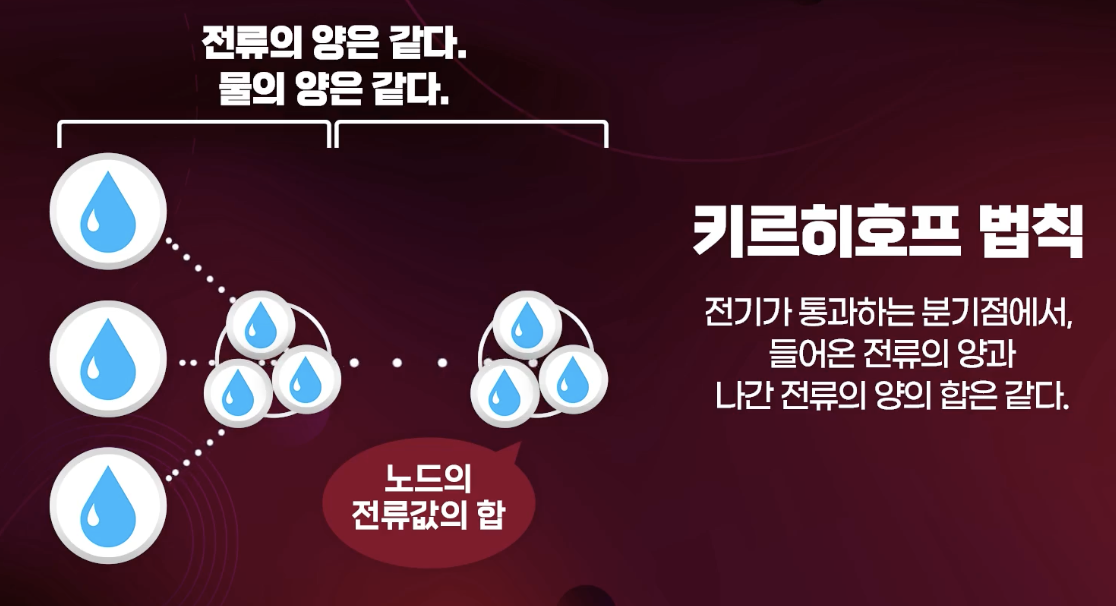 전류의 양은 같다.
물의 양은 같다.
키르히호프 법칙
전기가 통과하는 분기점에서,
들어온 전류의 양과
나간 전류의 양의 합은 같다.
노드의
전류값의 합